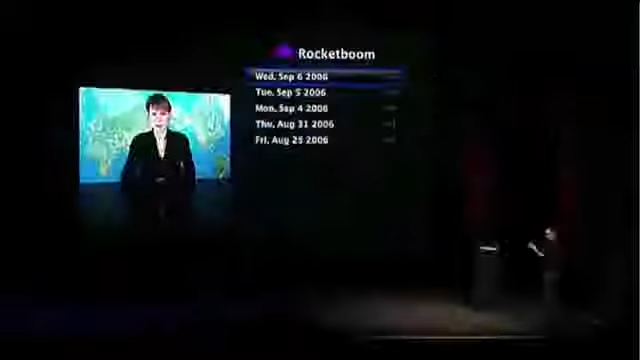 Rocketboom
Wed, Sep 6 2006
Tue, Sep 5 2006
Mon, Sep 4 2006
Thu, Aug 31 2006
Fri, Aug 25 2006